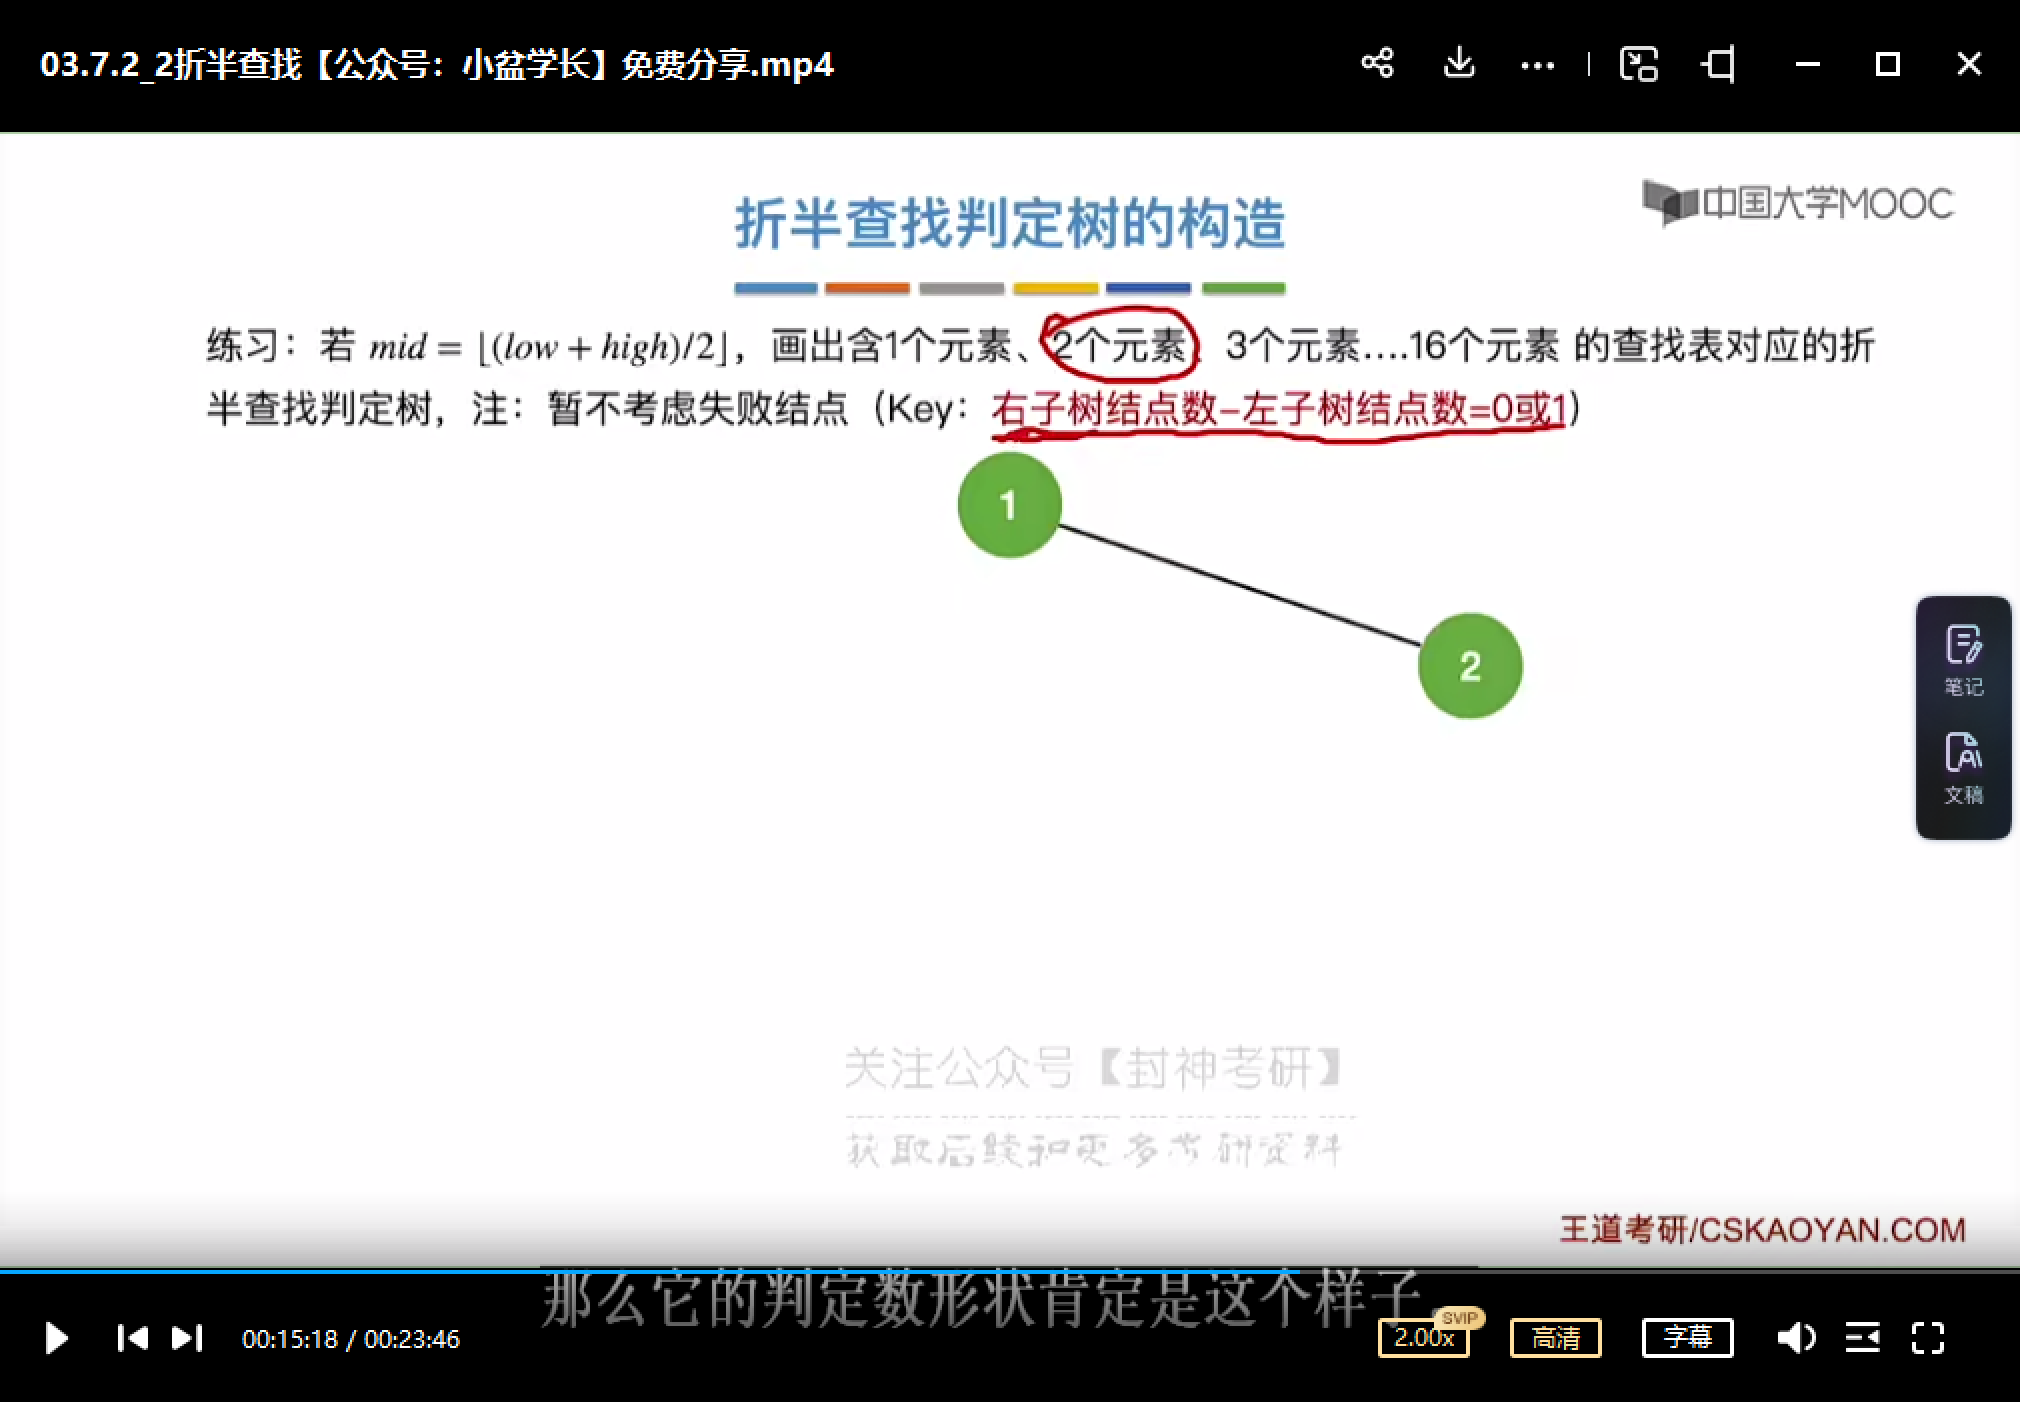 03.7.2_2折半查找【公众号：小盆学长】免费分享.mp4
中国大学MOOC
折半查找判定树的构造
练习：若 mid = ⌊(low + high)/2⌋，画出含1个元素、2个元素、3个元素....16个元素 的查找表对应的折
半查找判定树，注：暂不考虑失败结点（Key：右子树结点数-左子树结点数=0或1）
1
2
笔记
文稿
关注公众号【封神考研】
获取后续和更多考研资料
王道考研/CSKAOYAN.COM
那么它的判定数形状肯定是这个样子
00:15:18 / 00:23:46
SVIP
2.00x
高清
字幕